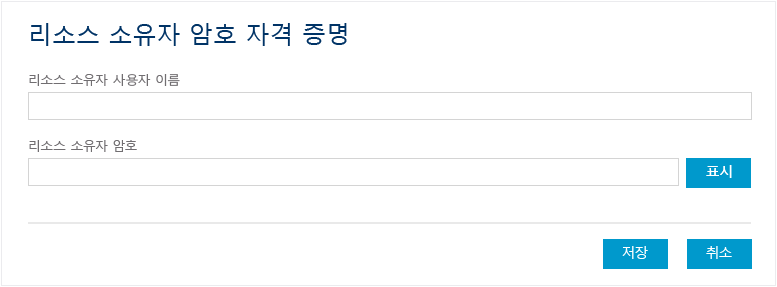 리소스 소유자 암호 자격 증명
리소스 소유자 사용자 이름
리소스 소유자 암호
표시
저장 취소